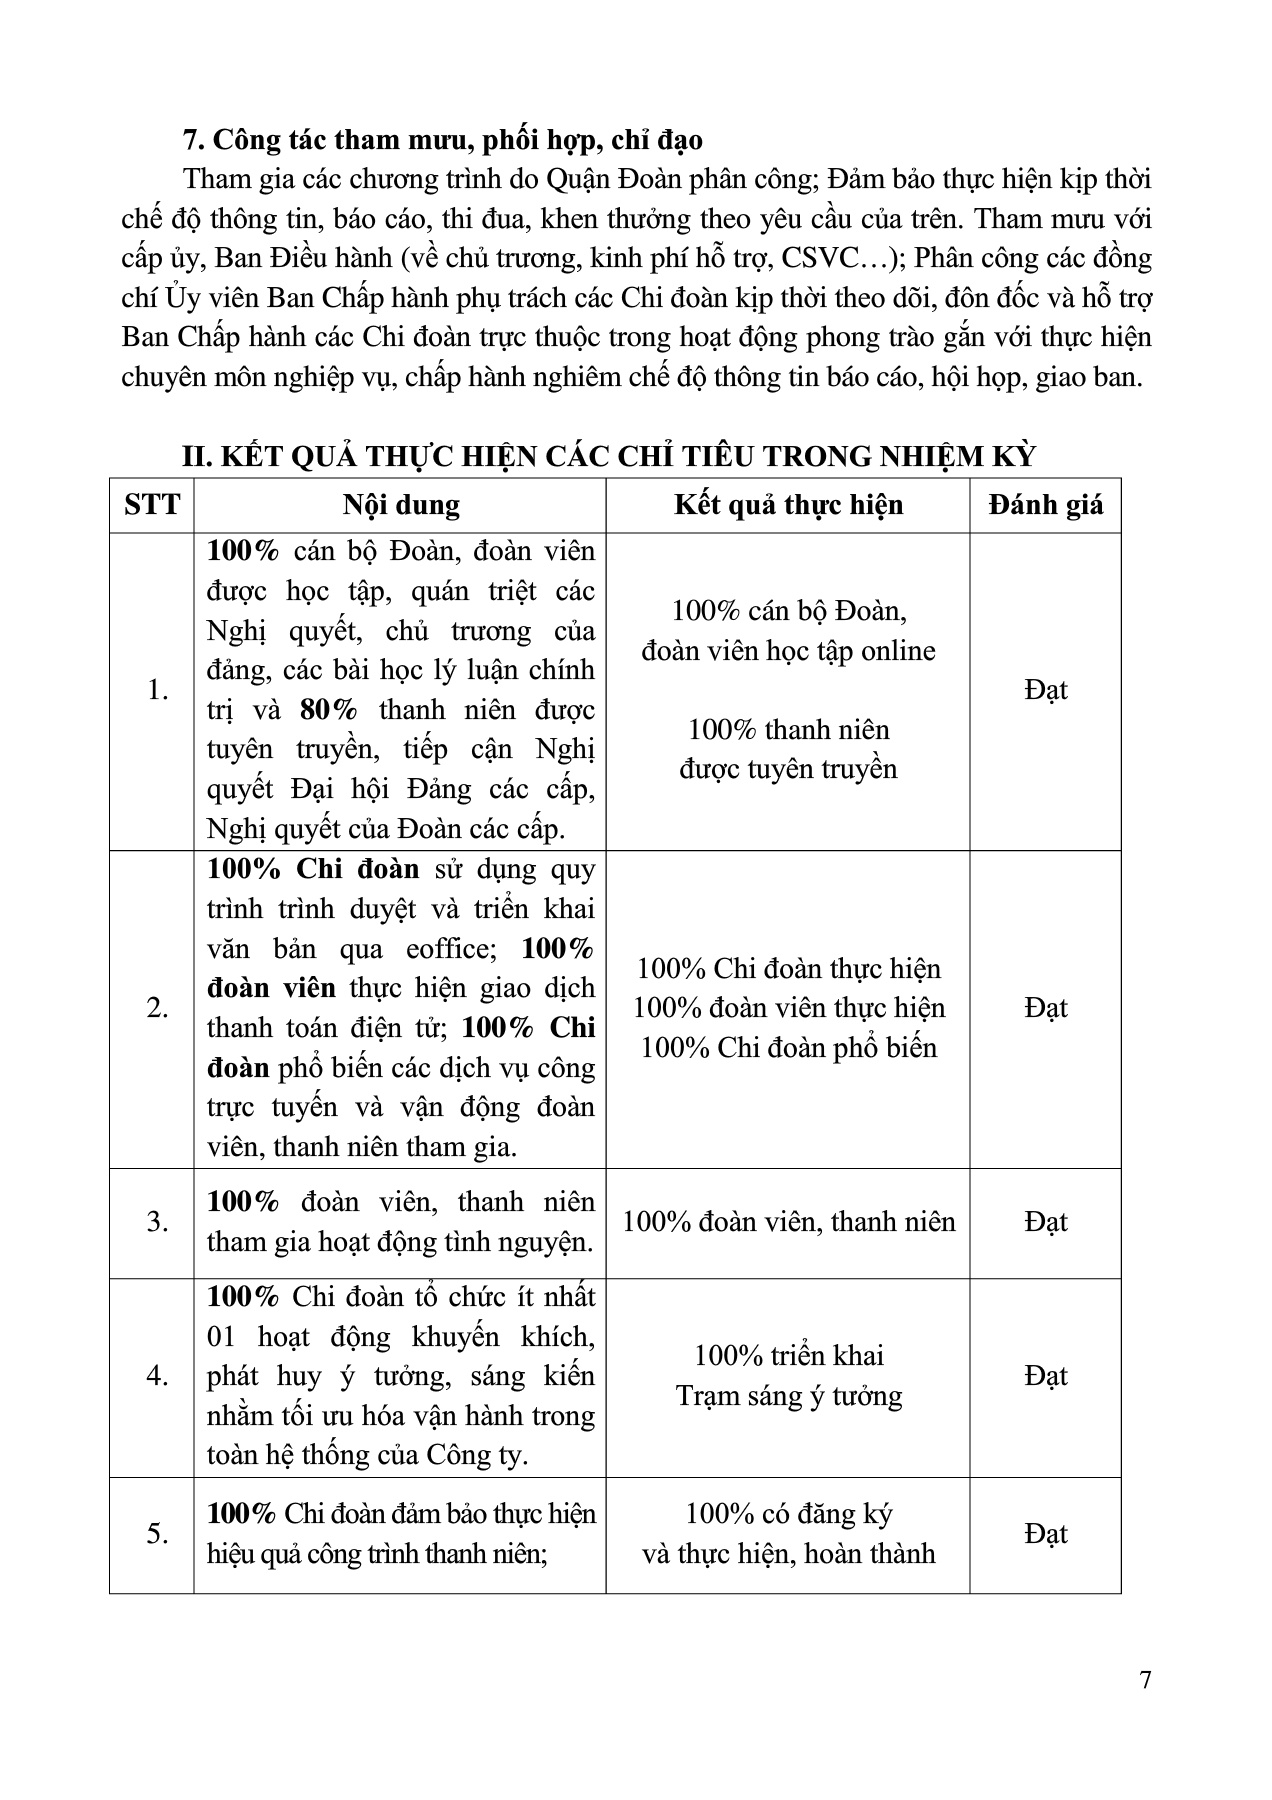 7. Công tác tham mưu, phối hợp, chỉ đạo
Tham gia các chương trình do Quận Đoàn phân công; Đảm bảo thực hiện kịp thời
chế độ thông tin, báo cáo, thi đua, khen thưởng theo yêu cầu của trên. Tham mưu với
cấp ủy, Ban Điều hành (về chủ trương, kinh phí hỗ trợ, CSVC…); Phân công các đồng
chí Ủy viên Ban Chấp hành phụ trách các Chi đoàn kịp thời theo dõi, đôn đốc và hỗ trợ
Ban Chấp hành các Chi đoàn trực thuộc trong hoạt động phong trào gắn với thực hiện
chuyên môn nghiệp vụ, chấp hành nghiêm chế độ thông tin báo cáo, hội họp, giao ban.
II. KẾT QUẢ THỰC HIỆN CÁC CHỈ TIÊU TRONG NHIỆM KỲ
STT Nội dung Kết quả thực hiện Đánh giá
1.
100% cán bộ Đoàn, đoàn viên
được học tập, quán triệt các
Nghị quyết, chủ trương của
đảng, các bài học lý luận chính
trị và 80% thanh niên được
tuyên truyền, tiếp cận Nghị
quyết Đại hội Đảng các cấp,
Nghị quyết của Đoàn các cấp.
100% cán bộ Đoàn,
đoàn viên học tập online
100% thanh niên
được tuyên truyền
Đạt
2.
100% Chi đoàn sử dụng quy
trình trình duyệt và triển khai
văn bản qua eoffice; 100%
đoàn viên thực hiện giao dịch
thanh toán điện tử; 100% Chi
đoàn phổ biến các dịch vụ công
trực tuyến và vận động đoàn
viên, thanh niên tham gia.
100% Chi đoàn thực hiện
100% đoàn viên thực hiện
100% Chi đoàn phổ biến
Đạt
3.
100% đoàn viên, thanh niên
tham gia hoạt động tình nguyện.
100% đoàn viên, thanh niên
Đạt
4.
100% Chi đoàn tổ chức ít nhất
01 hoạt động khuyến khích,
phát huy ý tưởng, sáng kiến
nhằm tối ưu hóa vận hành trong
toàn hệ thống của Công ty.
100% triển khai
Trạm sáng ý tưởng
Đạt
5.
100% Chi đoàn đảm bảo thực hiện
hiệu quả công trình thanh niên;
100% có đăng ký
và thực hiện, hoàn thành
Đạt
7